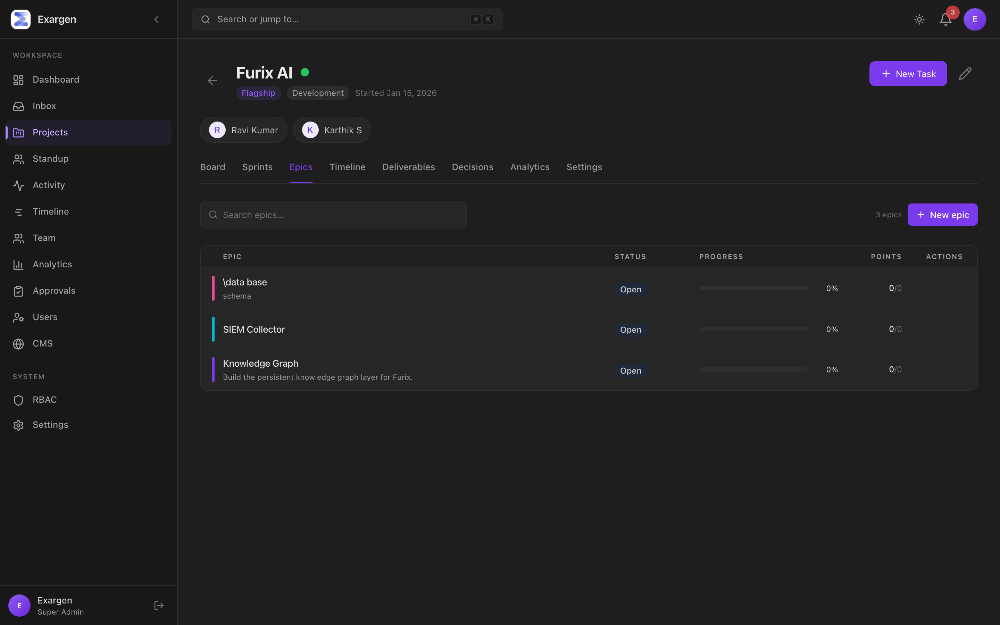 Exargen
Search or jump to...
⌘ K
3
E
WORKSPACE
Dashboard
Inbox
Projects
Standup
Activity
Timeline
Team
Analytics
Approvals
Users
CMS
SYSTEM
RBAC
Settings
E
Exargen
Super Admin
Furix AI
Flagship Development Started Jan 15, 2026
New Task
R Ravi Kumar K Karthik S
Board Sprints Epics Timeline Deliverables Decisions Analytics Settings
Search epics...
3 epics
New epic
EPIC STATUS PROGRESS POINTS ACTIONS
\data base
schema
Open 0% 0/0
SIEM Collector Open 0% 0/0
Knowledge Graph
Build the persistent knowledge graph layer for Furix.
Open 0% 0/0